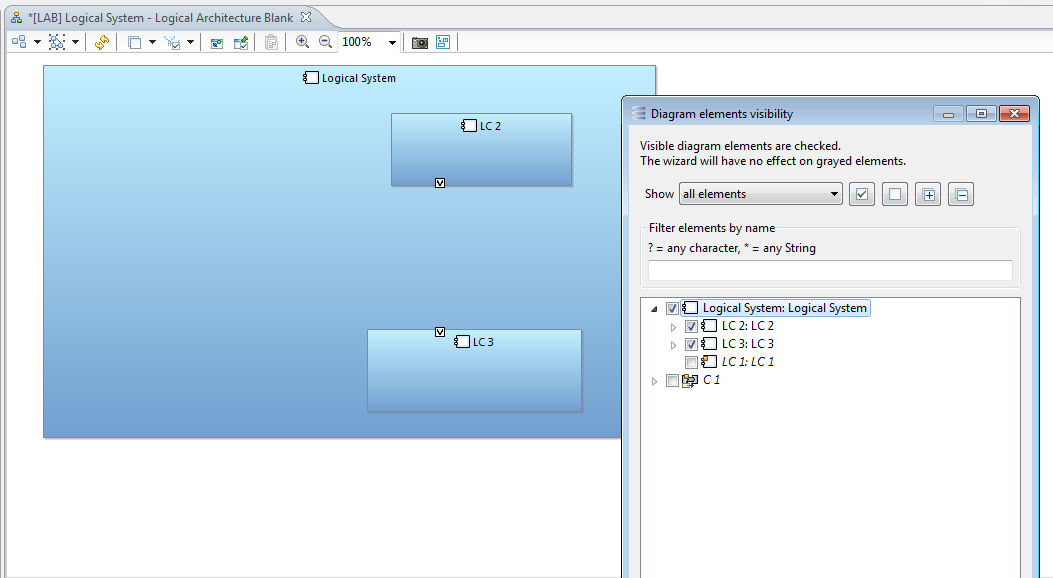 *[LAB] Logical System - Logical Architecture Blank
100%
Logical System
LC 2
V
V
LC 3
Diagram elements visibility
Visible diagram elements are checked.
The wizard will have no effect on grayed elements.
Show all elements
Filter elements by name
? = any character, * = any String
Logical System: Logical System
LC 2: LC 2
LC 3: LC 3
LC 1: LC 1
C 1